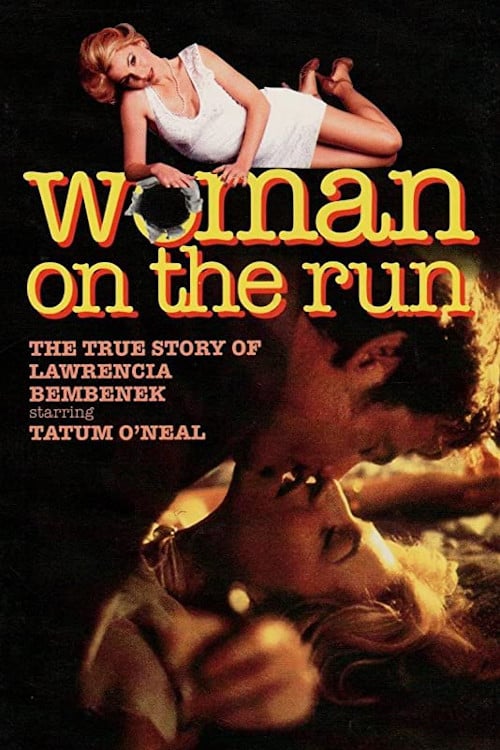 woman
on the run
THE TRUE STORY OF
LAWRENCIA
BEMBENEK
starring
TATUM O'NEAL